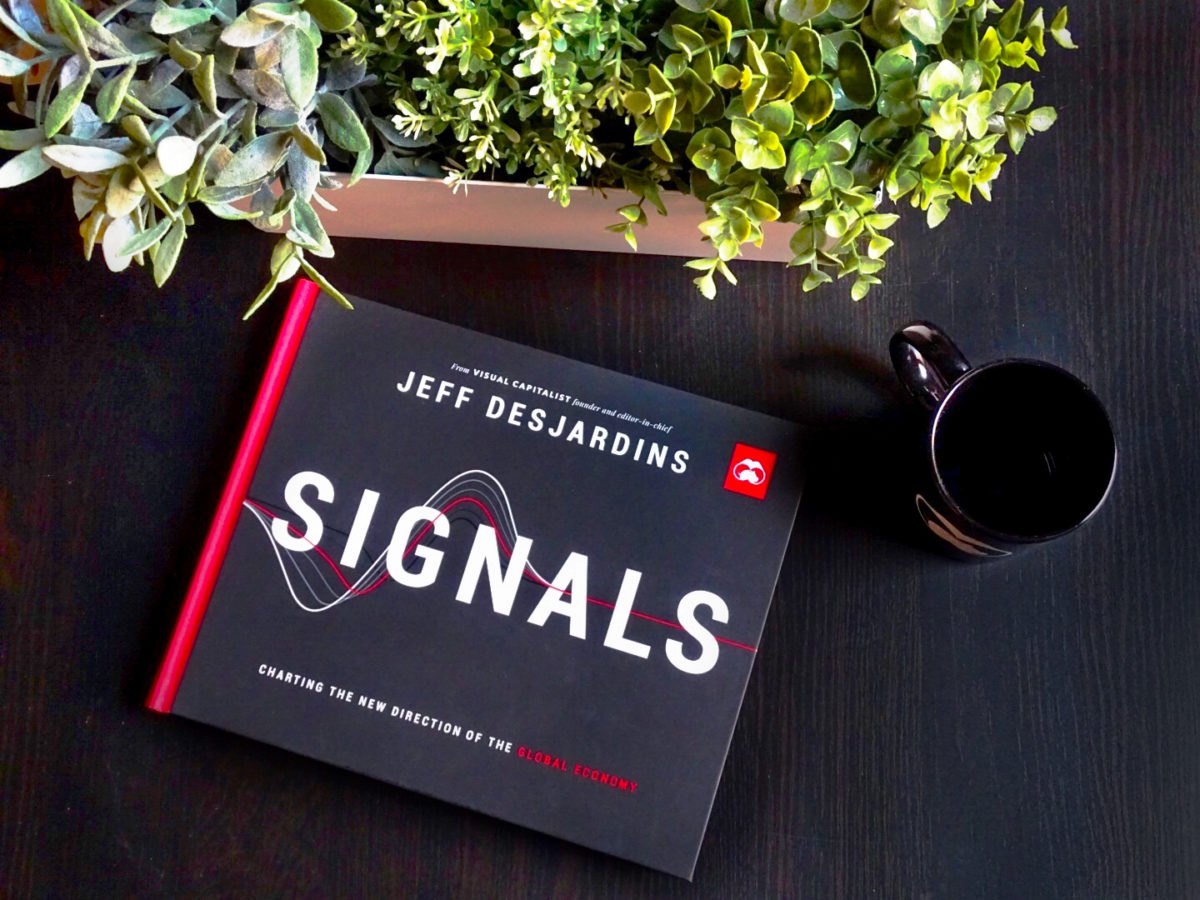 From VISUAL CAPITALIST founder and editor-in-chief
JEFF DESJARDINS
SIGNALS
CHARTING THE NEW DIRECTION OF THE GLOBAL ECONOMY